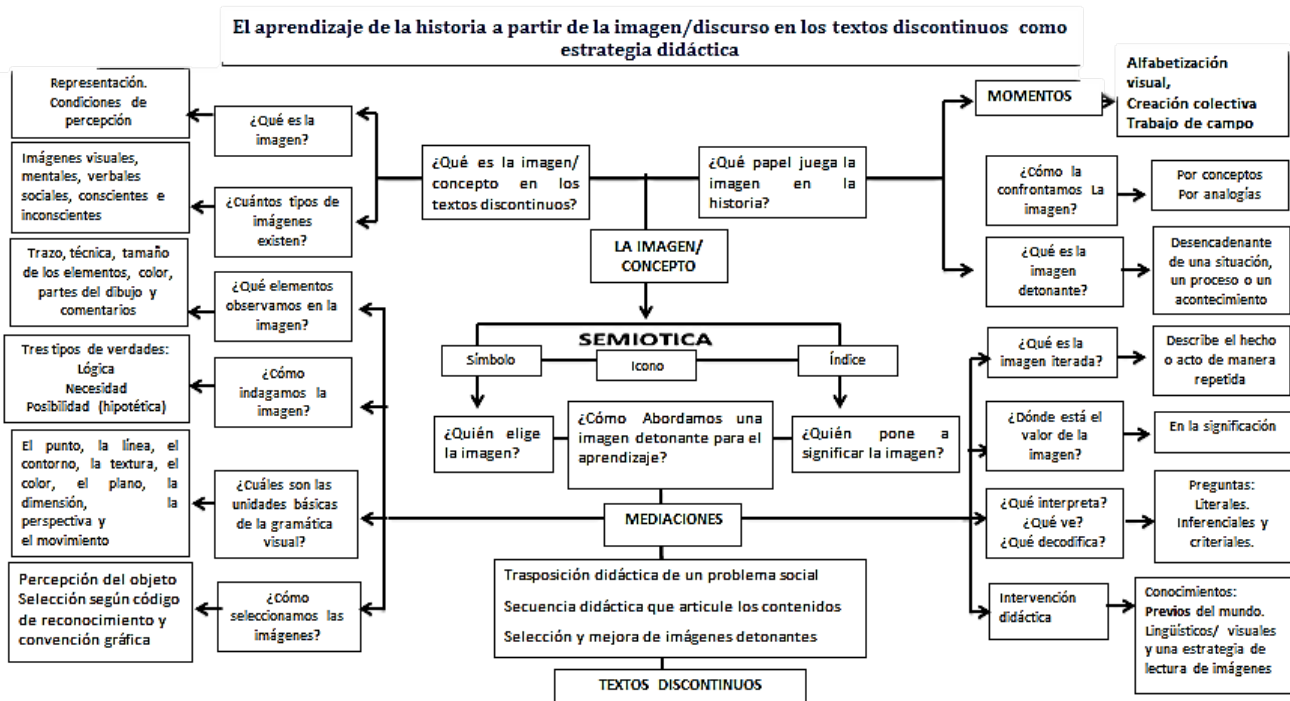 El aprendizaje de la historia a partir de la imagen/discurso en los textos discontinuos como
estrategia didáctica
Representación.
Condiciones de
percepción
¿Qué es la
imagen?
Imágenes visuales,
mentales, verbales
sociales, conscientes e
inconscientes
¿Cuántos tipos de
imágenes
existen?
Trazo, técnica, tamaño
de los elementos, color,
partes del dibujo y
comentarios
¿Qué elementos
observamos en la
imagen?
Tres tipos de verdades:
Lógica
Necesidad
Posibilidad (hipotética)
¿Cómo
indagamos la
imagen?
El punto, la línea, el
contorno, la textura, el
color, el plano, la
dimensión, la
perspectiva y
el movimiento
¿Cuáles son las
unidades básicas
de la gramática
visual?
Percepción del objeto
Selección según código
de reconocimiento y
convención gráfica
¿Cómo
seleccionamos las
imágenes?
¿Qué es la imagen/
concepto en los
textos discontinuos?
¿Qué papel juega la
imagen en la
historia?
LA IMAGEN/
CONCEPTO
SEMIOTICA
Símbolo
Icono
Índice
¿Quién elige
la imagen?
¿Cómo Abordamos una
imagen detonante para el
aprendizaje?
¿Quién pone a
significar la imagen?
MEDIACIONES
Trasposición didáctica de un problema social
Secuencia didáctica que articule los contenidos
Selección y mejora de imágenes detonantes
TEXTOS DISCONTINUOS
MOMENTOS
Alfabetización
visual,
Creación colectiva
Trabajo de campo
¿Cómo la
confrontamos La
imagen?
Por conceptos
Por analogías
¿Qué es la
imagen
detonante?
Desencadenante
de una situación,
un proceso o un
acontecimiento
¿Qué es la
imagen iterada?
Describe el hecho
o acto de manera
repetida
¿Dónde está el
valor de la
imagen?
En la significación
¿Qué interpreta?
¿Qué ve?
¿Qué decodifica?
Preguntas:
Literales.
Inferenciales y
criteriales.
Intervención
didáctica
Conocimientos:
Previos del mundo.
Lingüísticos/ visuales
y una estrategia de
lectura de imágenes